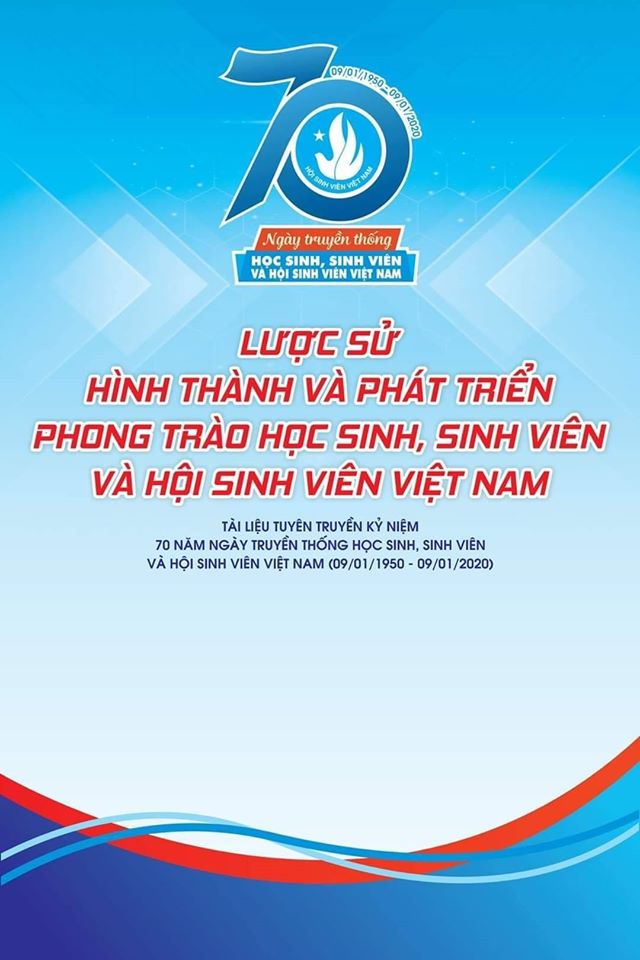 70
09/01/1950 - 09/01/2020
HỘI SINH VIÊN VIỆT NAM
Ngày truyền thống
HỌC SINH, SINH VIÊN
VÀ HỘI SINH VIÊN VIỆT NAM
LƯỢC SỬ
HÌNH THÀNH VÀ PHÁT TRIỂN
PHONG TRÀO HỌC SINH, SINH VIÊN
VÀ HỘI SINH VIÊN VIỆT NAM
TÀI LIỆU TUYÊN TRUYỀN KỶ NIỆM
70 NĂM NGÀY TRUYỀN THỐNG HỌC SINH, SINH VIÊN
VÀ HỘI SINH VIÊN VIỆT NAM (09/01/1950 - 09/01/2020)